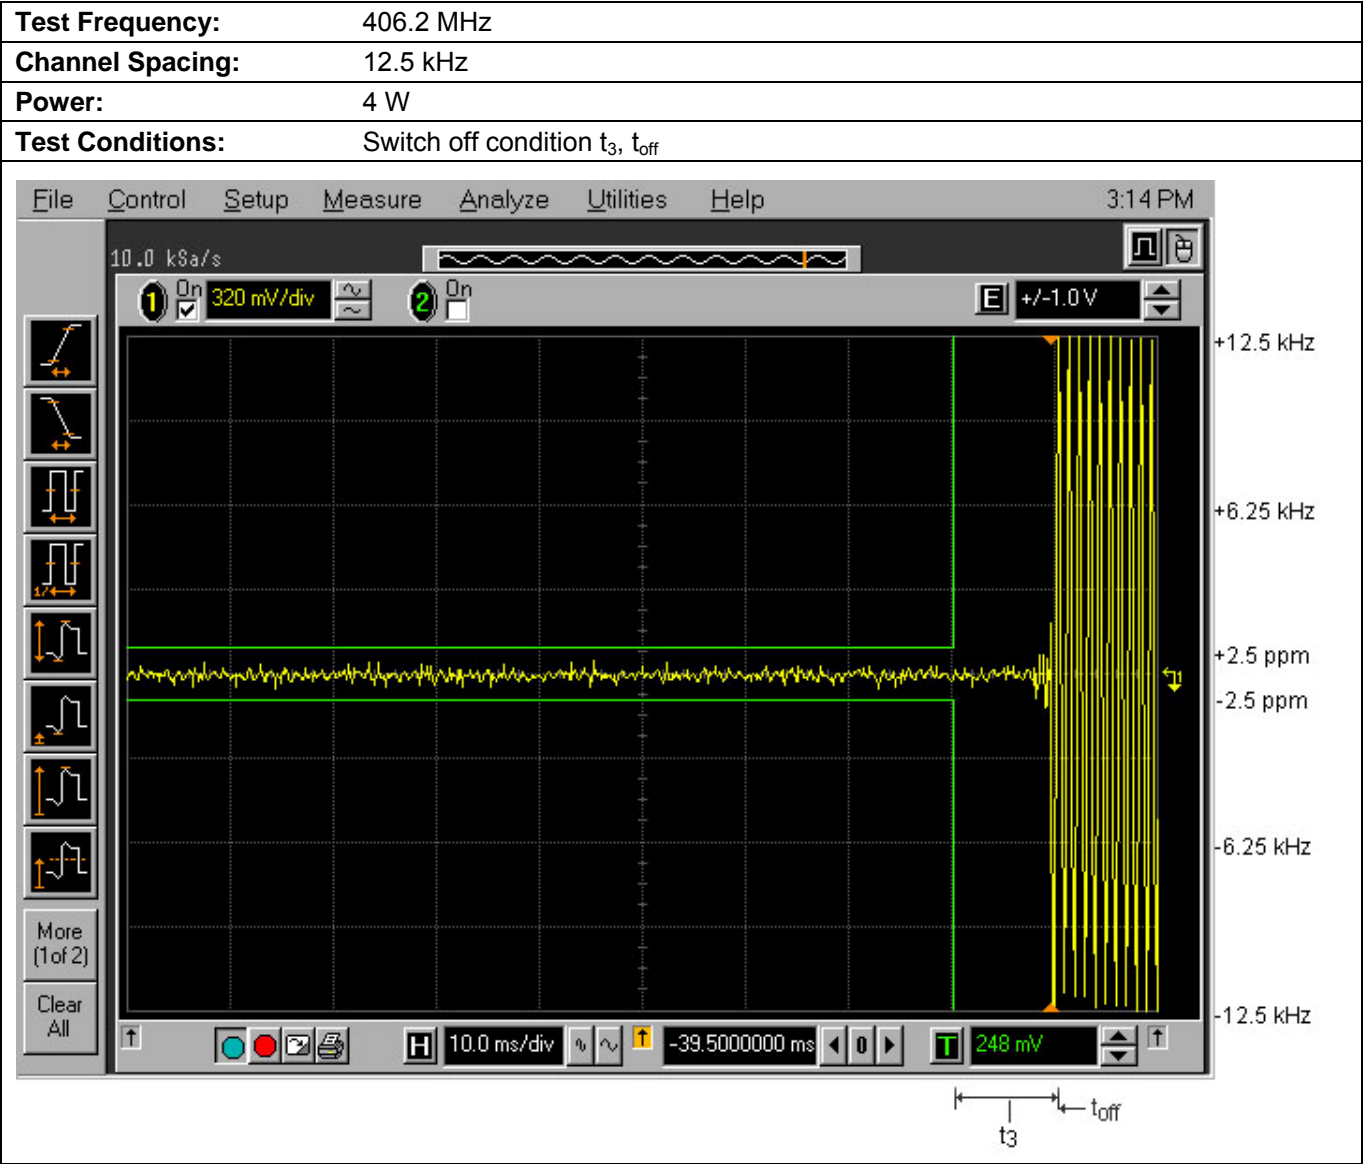 Test Frequency: 406.2 MHz
Channel Spacing: 12.5 kHz
Power: 4 W
Test Conditions: Switch off condition t3, toff
File Control Setup Measure Analyze Utilities Help 3:14 PM
10.0 kSa/s
1 On 320 mV/div 2 On E +/-1.0 V
+12.5 kHz
+6.25 kHz
+2.5 ppm
-2.5 ppm
-6.25 kHz
-12.5 kHz
1/
More
(1of 2)
Clear
All
H 10.0 ms/div -39.5000000 ms 0 T 248 mV
toff
t3